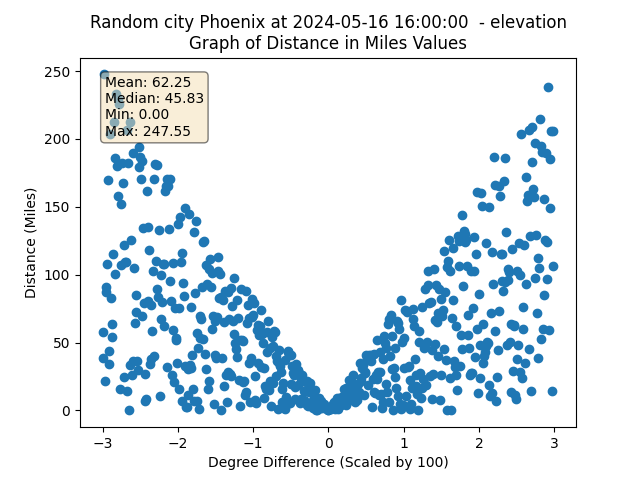 Random city Phoenix at 2024-05-16 16:00:00  - elevation
Graph of Distance in Miles Values
Mean: 62.25
Median: 45.83
Min: 0.00
Max: 247.55
250
200
150
100
50
0
Distance (Miles)
−3
−2
−1
0
1
2
3
Degree Difference (Scaled by 100)